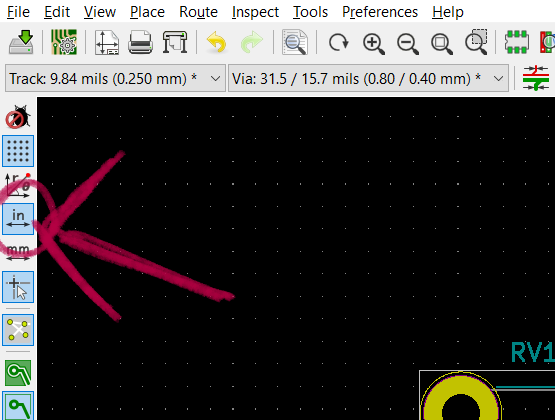 File Edit View Place Route Inspect Tools Preferences Help
Track: 9.84 mils (0.250 mm) * Via: 31.5 / 15.7 mils (0.80 / 0.40 mm) *
in
mm
RV1